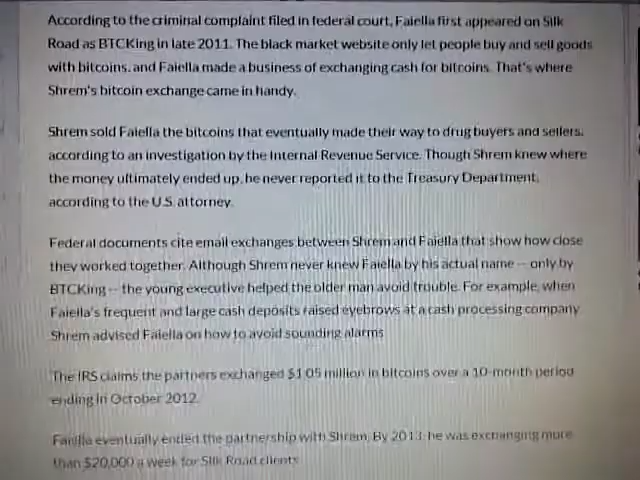 According to the criminal complaint filed in federal court, Faiella first appeared on Silk
Road as BTCKing in late 2011. The black market website only let people buy and sell goods
with bitcoins, and Faiella made a business of exchanging cash for bitcoins. That's where
Shrem's bitcoin exchange came in handy.
Shrem sold Faiella the bitcoins that eventually made their way to drug buyers and sellers,
according to an investigation by the Internal Revenue Service. Though Shrem knew where
the money ultimately ended up, he never reported it to the Treasury Department,
according to the U.S. attorney.
Federal documents cite email exchanges between Shrem and Faiella that show how close
they worked together. Although Shrem never knew Faiella by his actual name -- only by
BTCKing -- the young executive helped the older man avoid trouble. For example, when
Faiella's frequent and large cash deposits raised eyebrows at a cash processing company
Shrem advised Faiella on how to avoid sounding alarms
The IRS claims the partners exchanged $1.05 million in bitcoins over a 10-month period
ending in October 2012.
Faiella eventually ended the partnership with Shrem. By 2013, he was exchanging more
than $20,000 a week for Silk Road clients